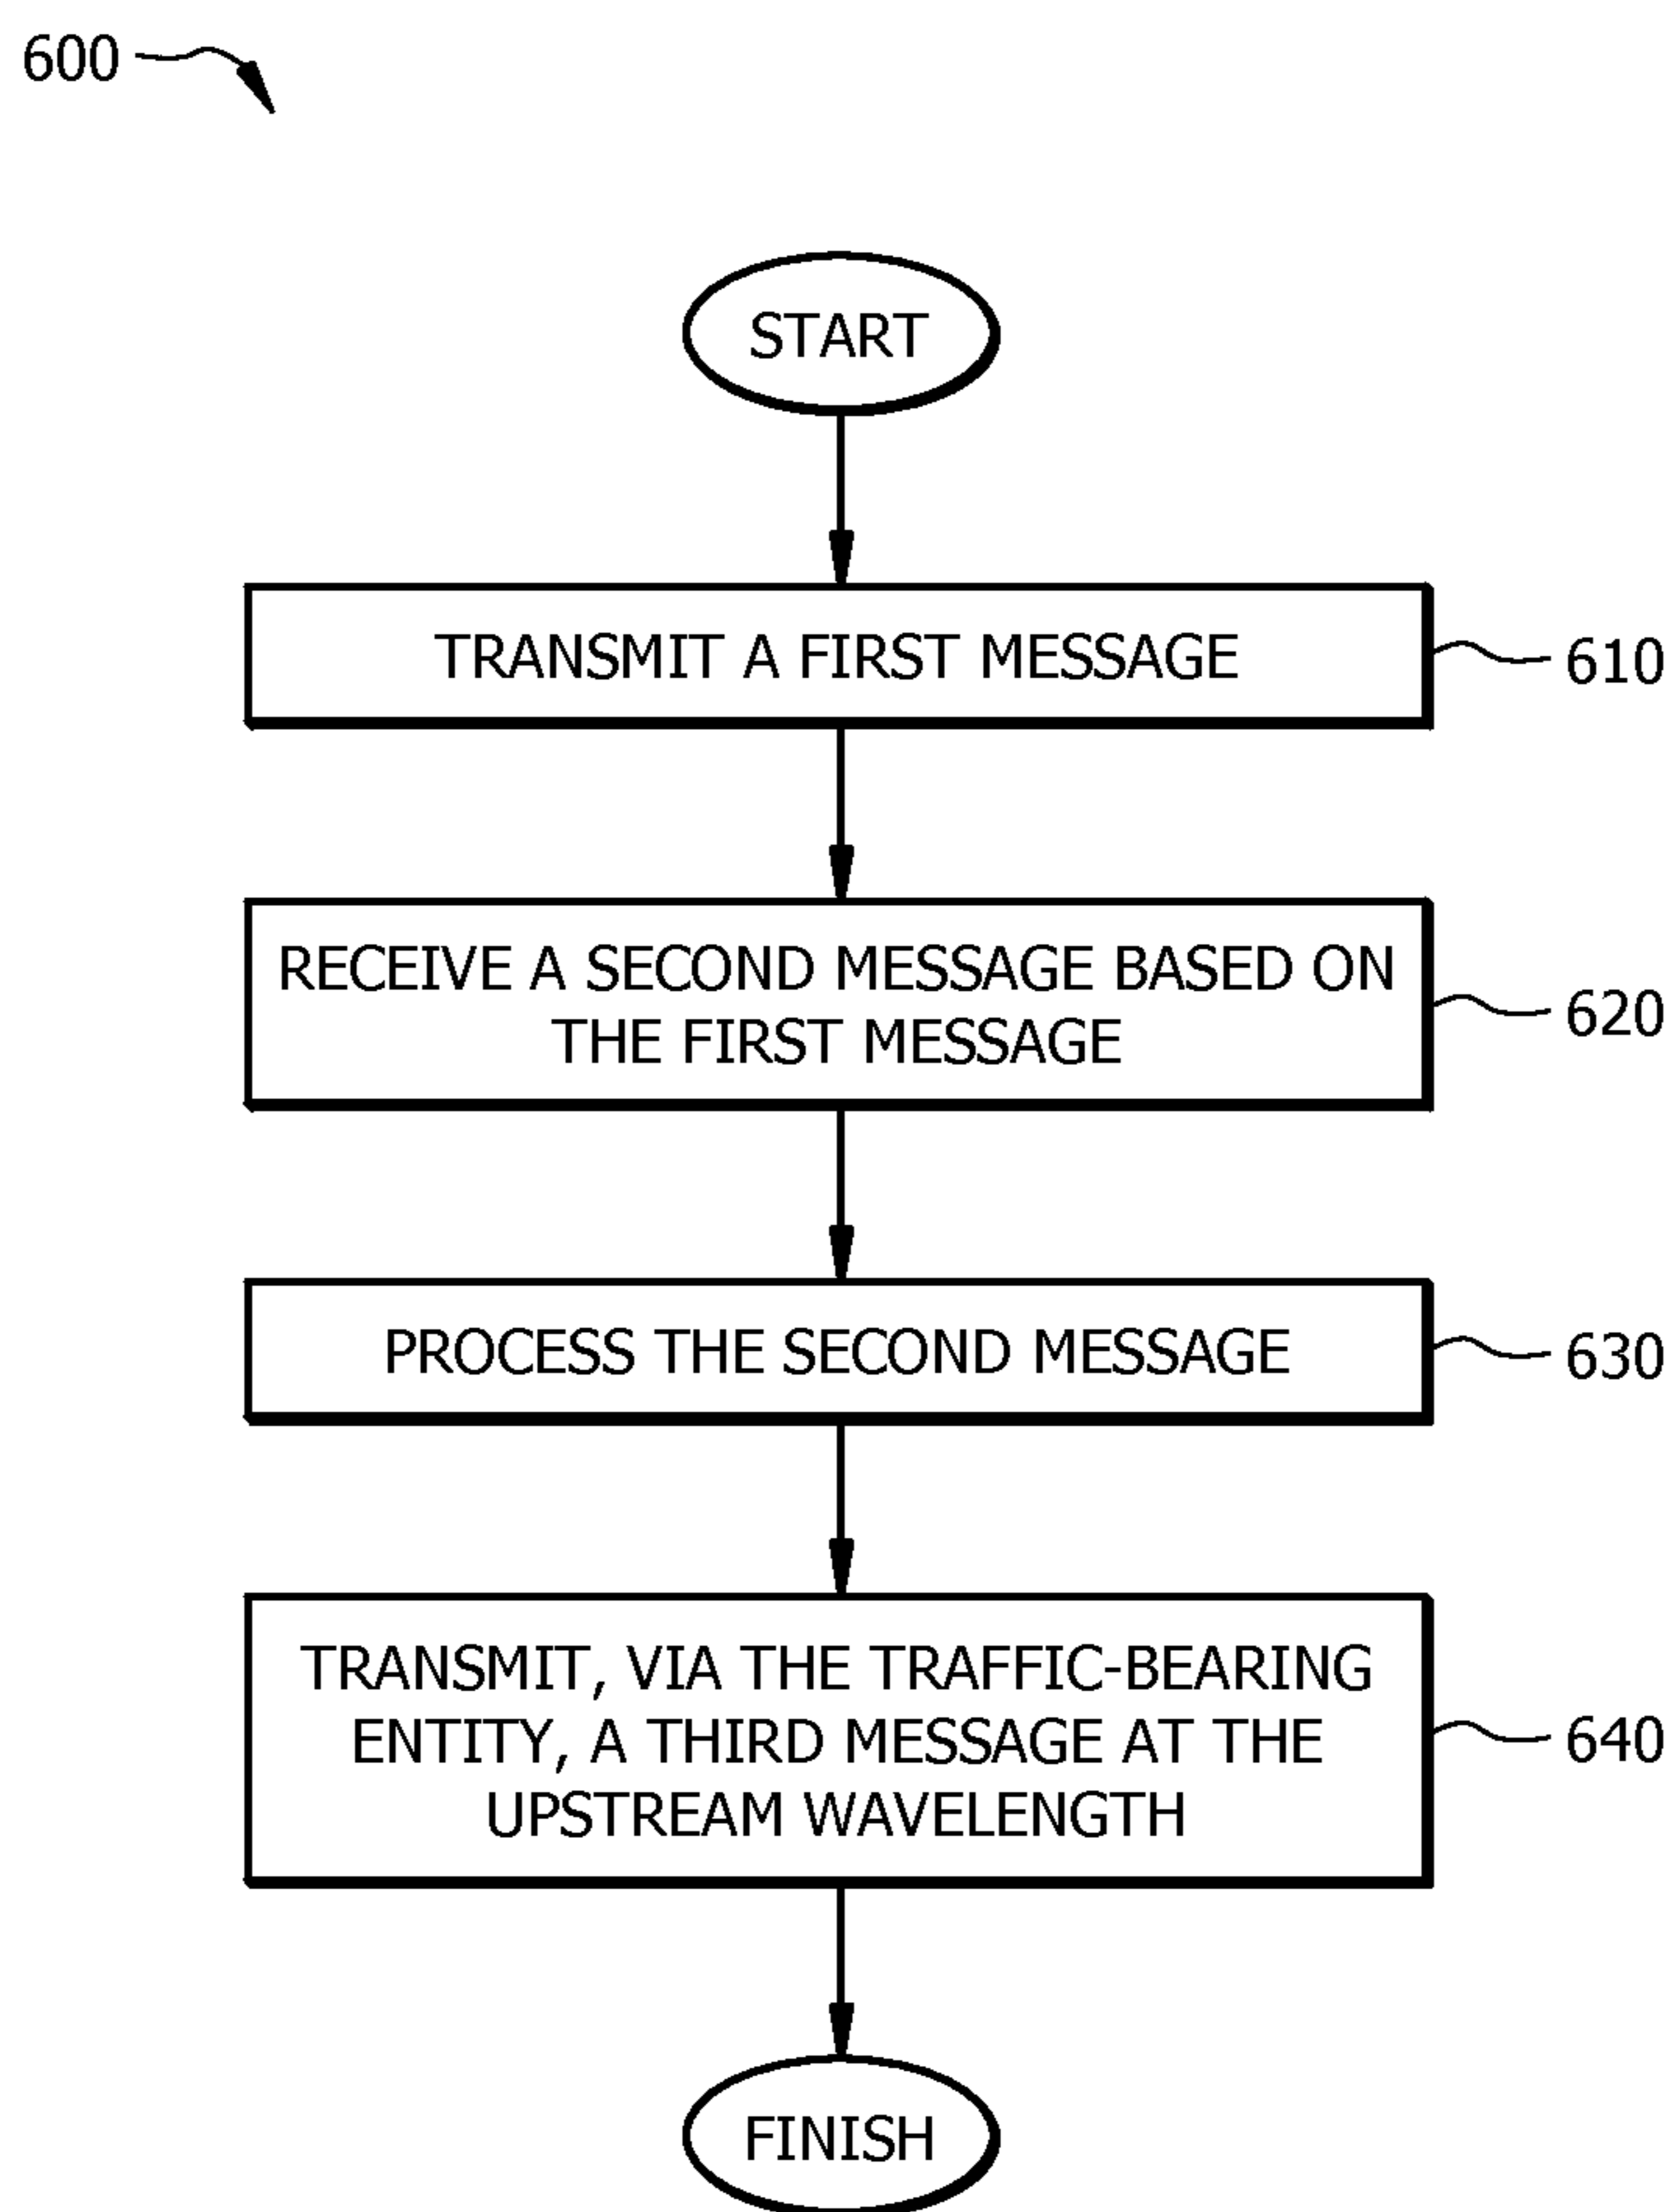 600
START
TRANSMIT A FIRST MESSAGE
610
RECEIVE A SECOND MESSAGE BASED ON
THE FIRST MESSAGE
620
PROCESS THE SECOND MESSAGE
630
TRANSMIT, VIA THE TRAFFIC-BEARING
ENTITY, A THIRD MESSAGE AT THE
UPSTREAM WAVELENGTH
640
FINISH